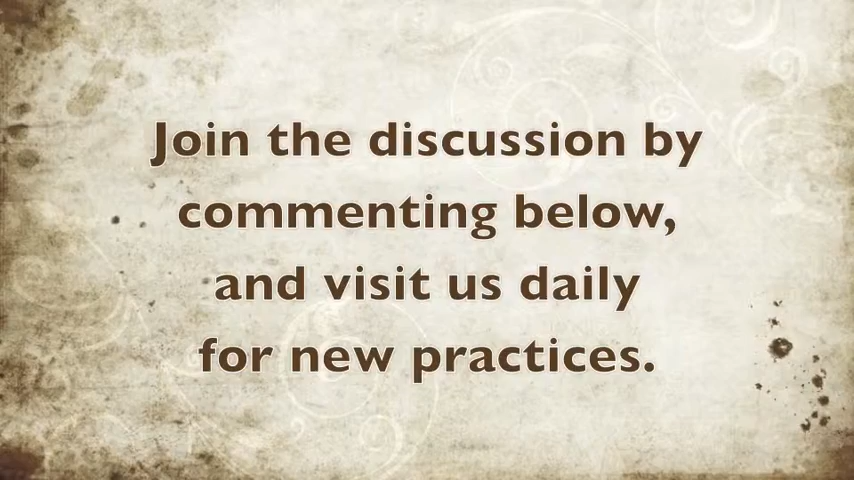 Join the discussion by
commenting below,
and visit us daily
for new practices.